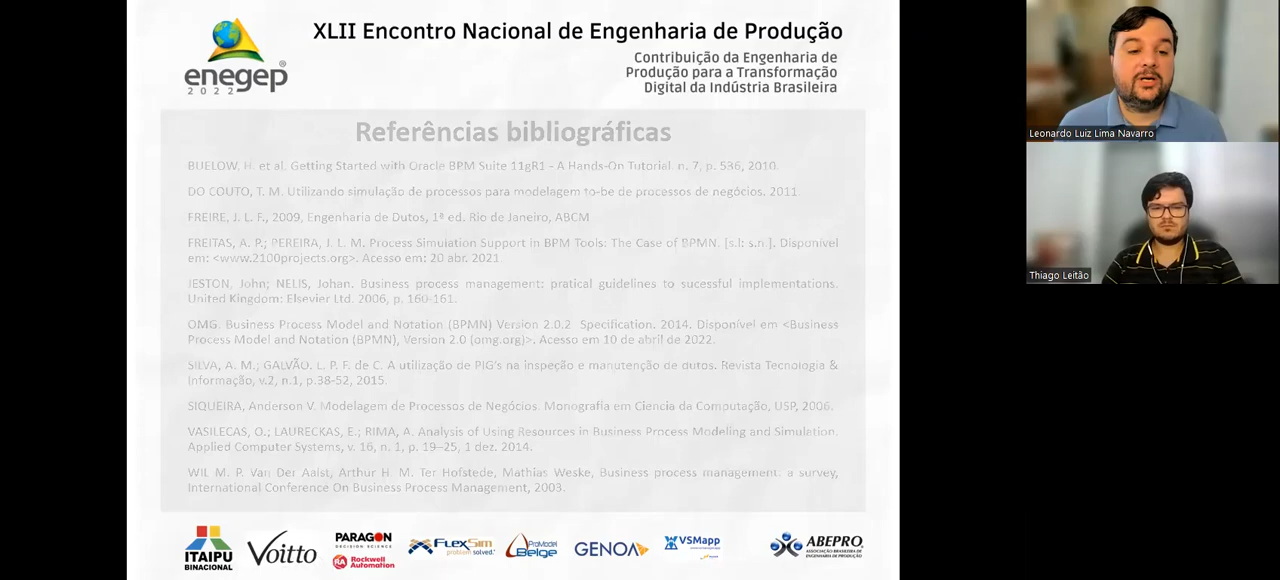 XLII Encontro Nacional de Engenharia de Produção
Contribuição da Engenharia de
Produção para a Transformação
Digital da Indústria Brasileira
enegep®
2022
Referências bibliográficas
BUELOW, H. et al. Getting Started with Oracle BPM Suite 11gR1 - A Hands-On Tutorial. n. 7, p. 536, 2010.
DO COUTO, T. M. Utilizando simulação de processos para modelagem to-be de processos de negócios. 2011.
FREIRE, J. L. F., 2009, Engenharia de Dutos, 1ª ed. Rio de Janeiro, ABCM
FREITAS, A. P.; PEREIRA, J. L. M. Process Simulation Support in BPM Tools: The Case of BPMN. [s.l: s.n.]. Disponível
em: <www.2100projects.org>. Acesso em: 20 abr. 2021.
JESTON, John; NELIS, Johan. Business process management: pratical guidelines to sucessful implementations.
United Kingdom: Elsevier Ltd. 2006, p. 160-161.
OMG. Business Process Model and Notation (BPMN) Version 2.0.2 Specification. 2014. Disponível em <Business
Process Model and Notation (BPMN), Version 2.0 (omg.org)>. Acesso em 10 de abril de 2022.
SILVA, A. M.; GALVÃO. L. P. F. de C. A utilização de PIG's na inspeção e manutenção de dutos. Revista Tecnologia &
Informação, v.2, n.1, p.38-52, 2015.
SIQUEIRA, Anderson V. Modelagem de Processos de Negócios. Monografia em Ciencia da Computação, USP, 2006.
VASILECAS, O.; LAURECKAS, E.; RIMA, A. Analysis of Using Resources in Business Process Modeling and Simulation.
Applied Computer Systems, v. 16, n. 1, p. 19–25, 1 dez. 2014.
WIL M. P. Van Der Aalst, Arthur H. M. Ter Hofstede, Mathias Weske, Business process management: a survey,
International Conference On Business Process Management, 2003.
ITAIPU
BINACIONAL
Voitto
PARAGON
DECISION SCIENCE
RA Rockwell
Automation
FLEXSIM
problem solved.
ProModel
Belge
GENOA
VSMapp
ABEPRO
ASSOCIAÇÃO BRASILEIRA DE
ENGENHARIA DE PRODUÇÃO
Leonardo Luiz Lima Navarro
Thiago Leitão